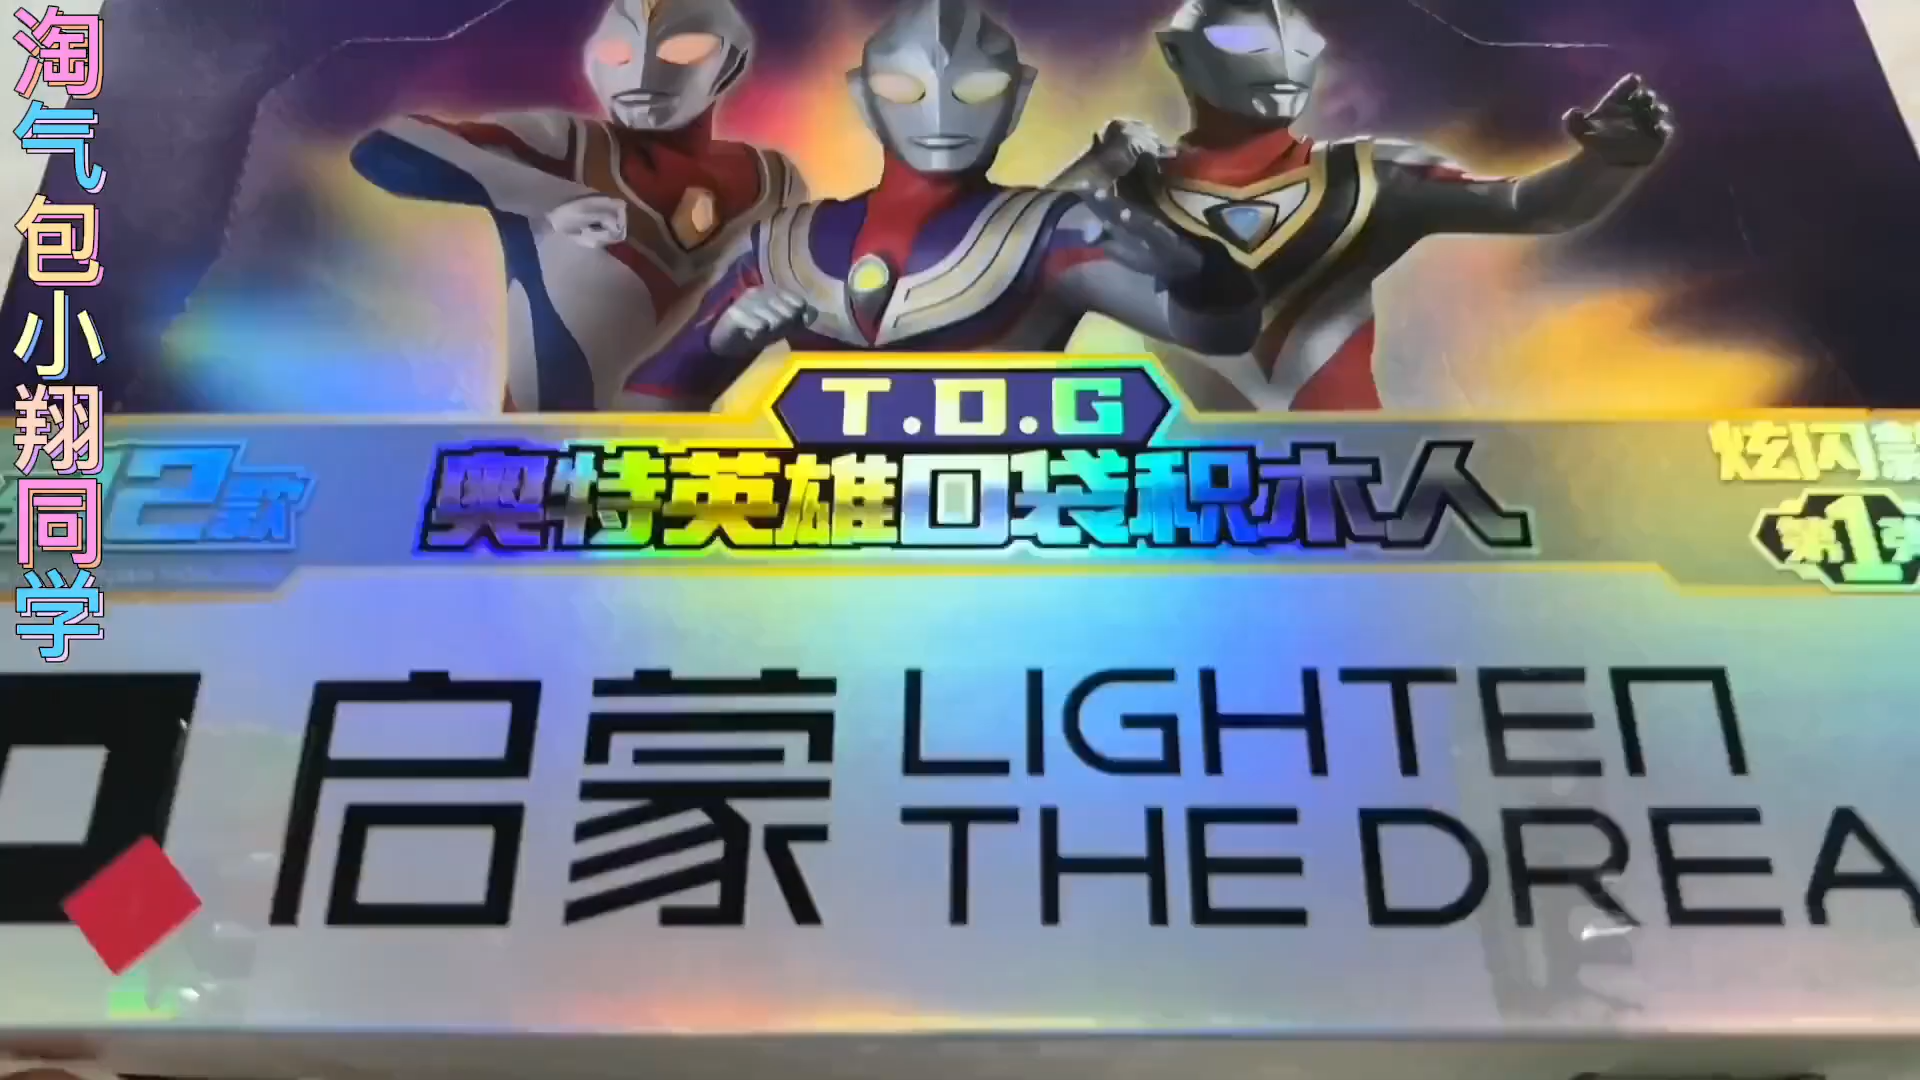 淘气包小翔同学
T.O.G
12款
奥特英雄口袋积木人
炫闪款
第1弹
启蒙
LIGHTEN
THE DREA